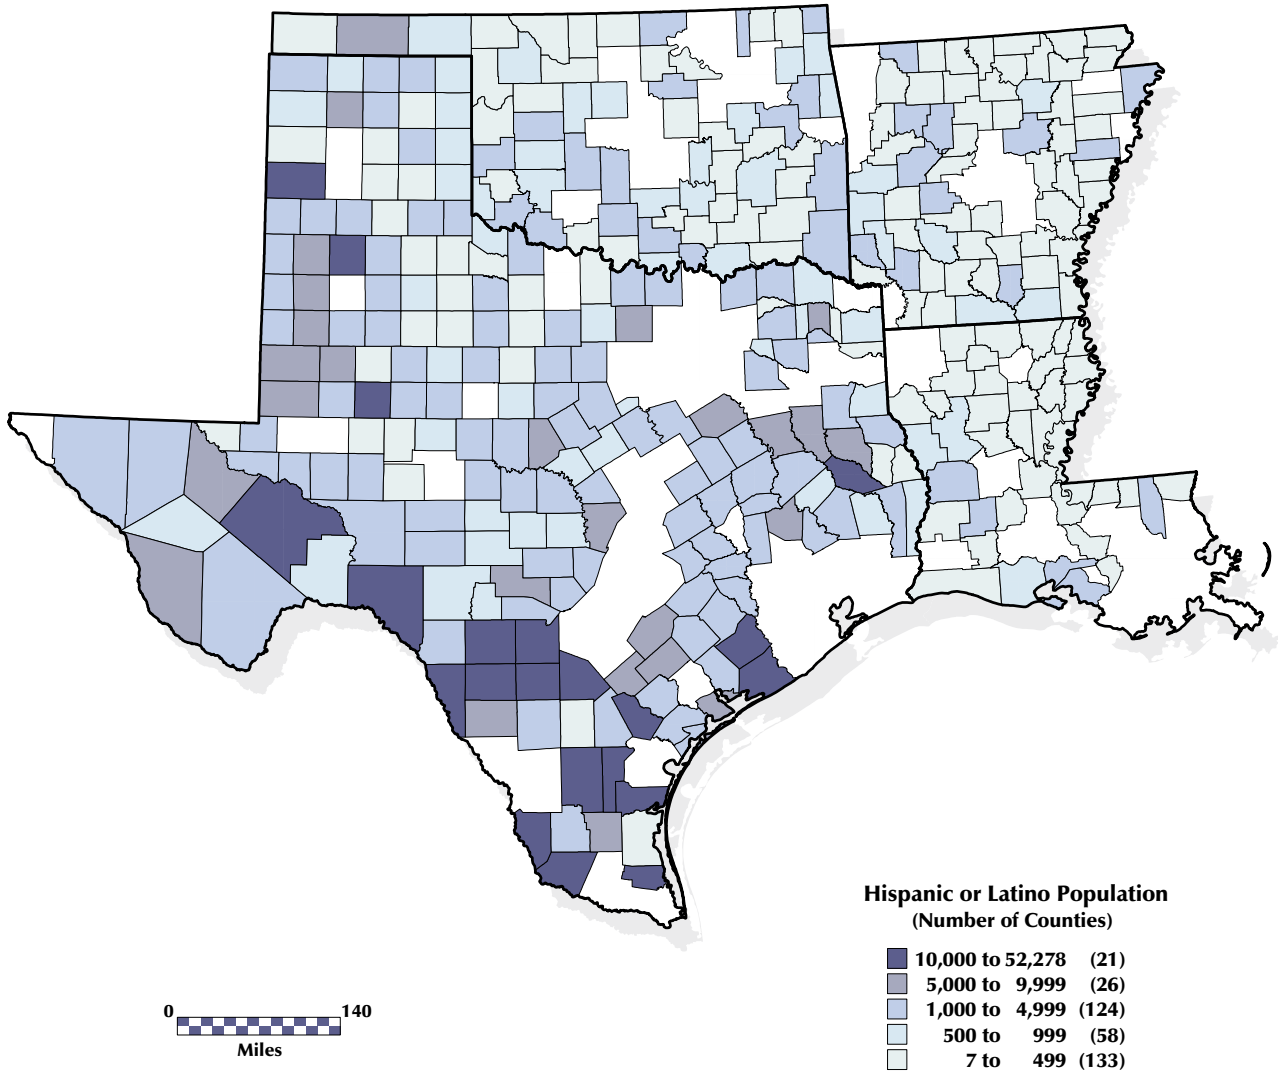 Hispanic or Latino Population
(Number of Counties)
10,000 to 52,278 (21)
5,000 to 9,999 (26)
1,000 to 4,999 (124)
500 to 999 (58)
7 to 499 (133)
0 140
Miles